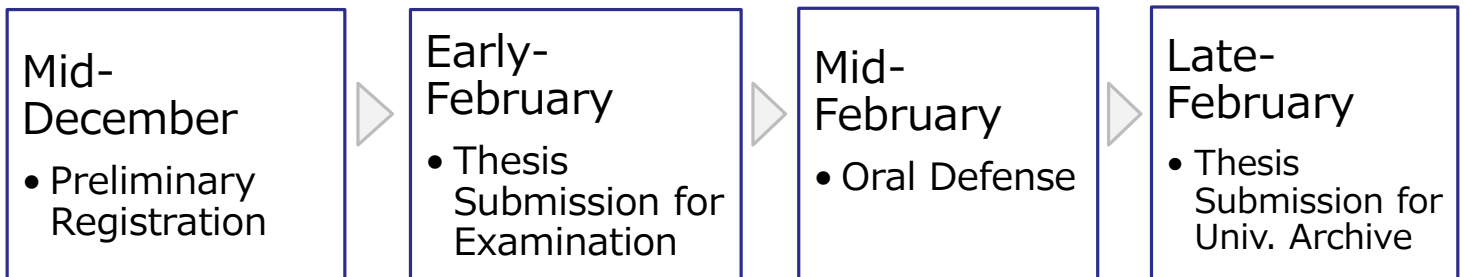 Mid-
December
• Preliminary
Registration
Early-
February
• Thesis
Submission for
Examination
Mid-
February
• Oral Defense
Late-
February
• Thesis
Submission for
Univ. Archive